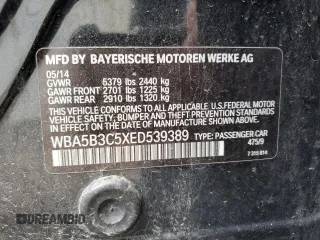 MFD BY BAYERISCHE MOTOREN WERKE AG
05/14
GVWR 5379 lbs 2440 kg
GAWR FRONT 2701 lbs 1225 kg
GAWR REAR 2910 lbs 1320 kg
THIS VEHICLE CONFORMS TO ALL APPLICABLE
U.S. FEDERAL MOTOR VEHICLE SAFETY,
BUMPER, AND THEFT PREVENTION STANDARDS
IN EFFECT ON THE DATE OF
MANUFACTURE SHOWN ABOVE.
WBA5B3C5XED539389 TYPE: PASSENGER CAR
475/9
DREAMBID